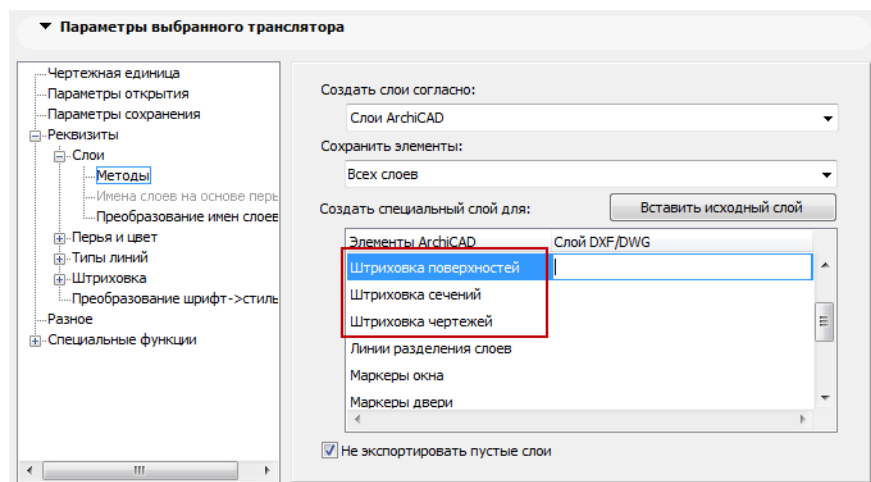 Параметры выбранного транслятора
Чертежная единица
Параметры открытия
Параметры сохранения
Реквизиты
Слои
Методы
Имена слоев на основе перь
Преобразование имен слоев
Перья и цвет
Типы линий
Штриховка
Преобразование шрифт->стиль
Разное
Специальные функции
Создать слои согласно:
Слои ArchiCAD
Сохранить элементы:
Всех слоев
Создать специальный слой для:
Вставить исходный слой
Элементы ArchiCAD Слой DXF/DWG
Штриховка поверхностей
Штриховка сечений
Штриховка чертежей
Линии разделения слоев
Маркеры окна
Маркеры двери
Не экспортировать пустые слои